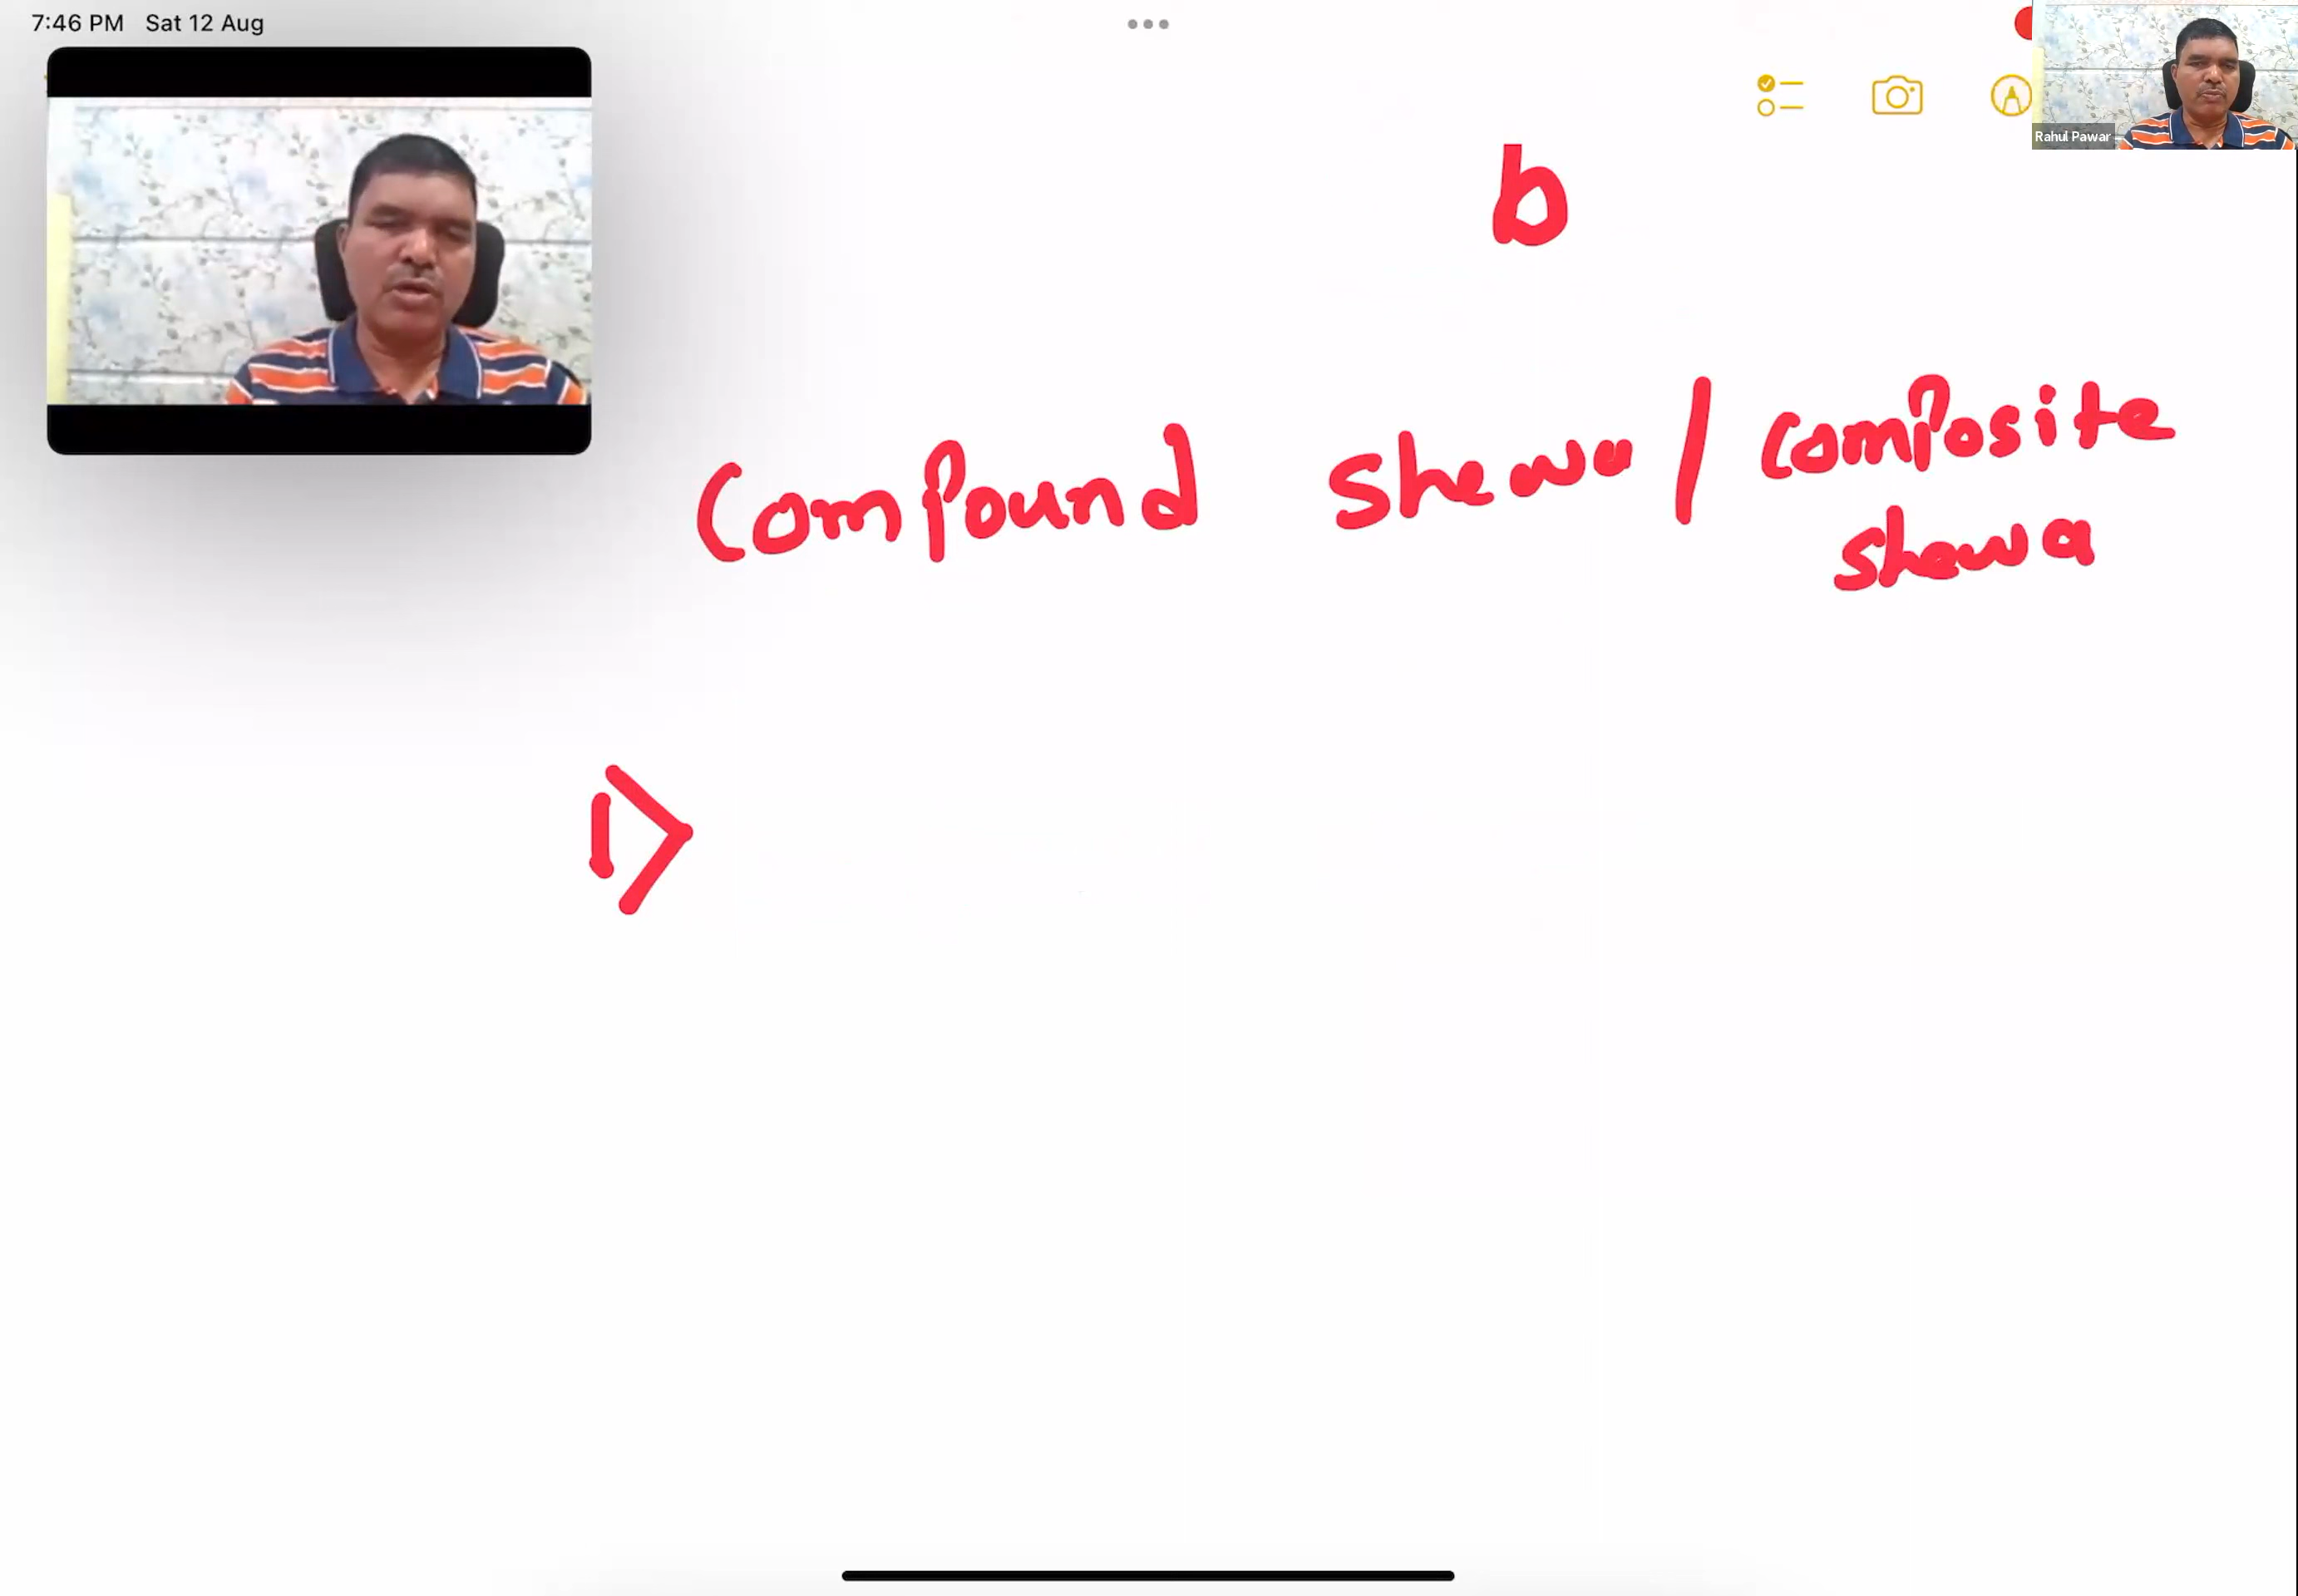 7:46 PM Sat 12 Aug
Rahul Pawar
b
Compound shewa / composite
shewa
1>